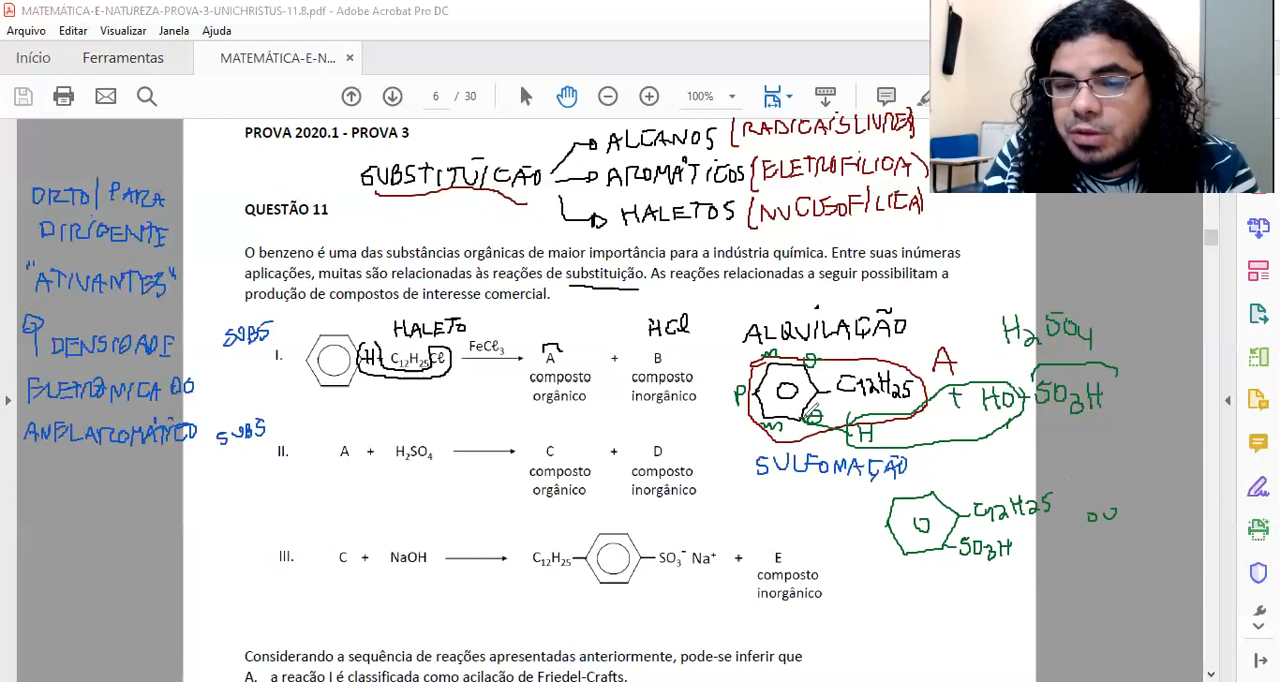 MATEMÁTICA-E-NATUREZA-PROVA-3-UNICHRISTUS-11.8.pdf - Adobe Acrobat Pro DC
Arquivo Editar Visualizar Janela Ajuda
Início Ferramentas MATEMÁTICA-E-N... ×
6 / 30 100%
PROVA 2020.1 - PROVA 3
SUBSTITUIÇÃO
ALCANOS (RADICAIS LIVRES)
AROMÁTICOS (ELETROFÍLICA)
HALETOS (NUCLEOFÍLICA)
ORTO/PARA
DIRIGENTE
"ATIVANTES"
DENSIDADE
ELETRÔNICA DO
ANEL AROMÁTICO
QUESTÃO 11
O benzeno é uma das substâncias orgânicas de maior importância para a indústria química. Entre suas inúmeras
aplicações, muitas são relacionadas às reações de substituição. As reações relacionadas a seguir possibilitam a
produção de compostos de interesse comercial.
SUBS
HALETO HCl ALQUILAÇÃO H2SO4
I. H + C12H25Cl FeCl3 A + B
composto composto
orgânico inorgânico
m o
P C12H25 A + HO SO3H
m o H
SUBS
II. A + H2SO4 C + D
composto composto
orgânico inorgânico
SULFOMAÇÃO
C12H25 OU
SO3H
III. C + NaOH C12H25 SO3⁻ Na⁺ + E
composto
inorgânico
Considerando a sequência de reações apresentadas anteriormente, pode-se inferir que
A. a reação I é classificada como acilação de Friedel-Crafts.